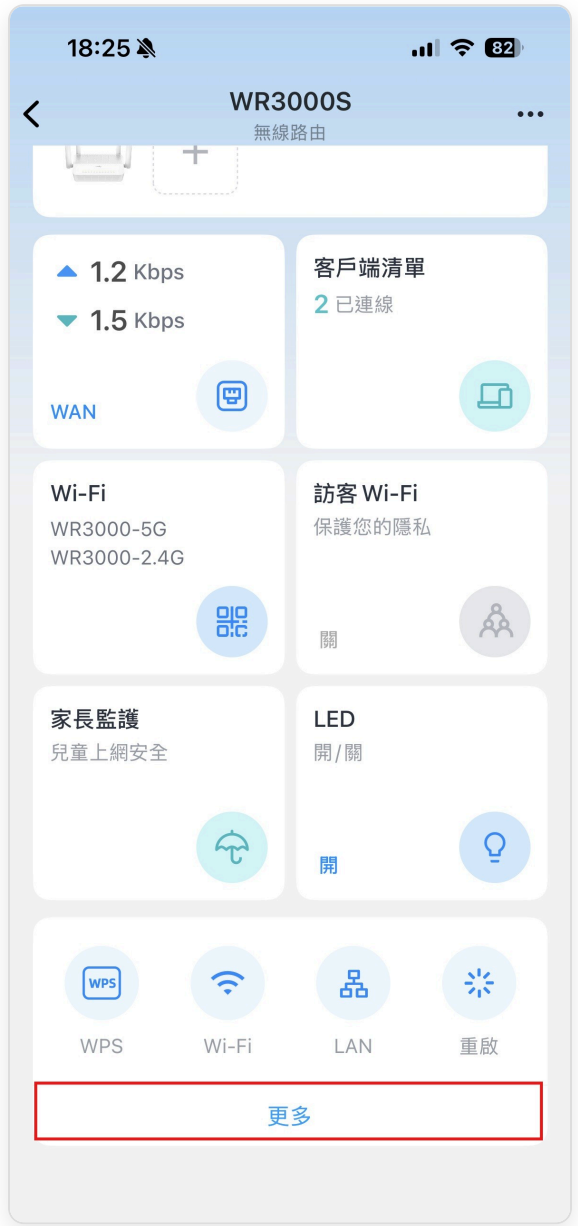 18:25
82
WR3000S
無線路由
1.2 Kbps
1.5 Kbps
WAN
客戶端清單
2 已連線
Wi-Fi
WR3000-5G
WR3000-2.4G
訪客 Wi-Fi
保護您的隱私
關
家長監護
兒童上網安全
LED
開/關
開
WPS
WPS
Wi-Fi
LAN
重啟
更多